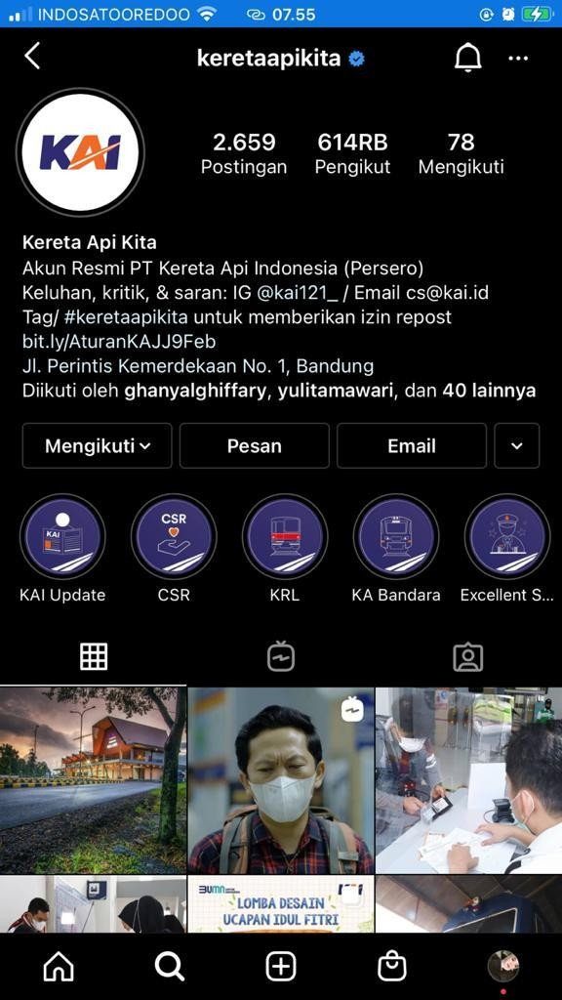 INDOSATOOREDOO 07.55
keretaapikita
KAI
2.659 614RB 78
Postingan Pengikut Mengikuti
Kereta Api Kita
Akun Resmi PT Kereta Api Indonesia (Persero)
Keluhan, kritik, & saran: IG @kai121_ / Email cs@kai.id
Tag/ #keretaapikita untuk memberikan izin repost
bit.ly/AturanKAJJ9Feb
Jl. Perintis Kemerdekaan No. 1, Bandung
Diikuti oleh ghanyalghiffary, yulitamawari, dan 40 lainnya
Mengikuti Pesan Email
KAI CSR
KAI Update CSR KRL KA Bandara Excellent S...
BUMN KAI
LOMBA DESAIN
UCAPAN IDUL FITRI